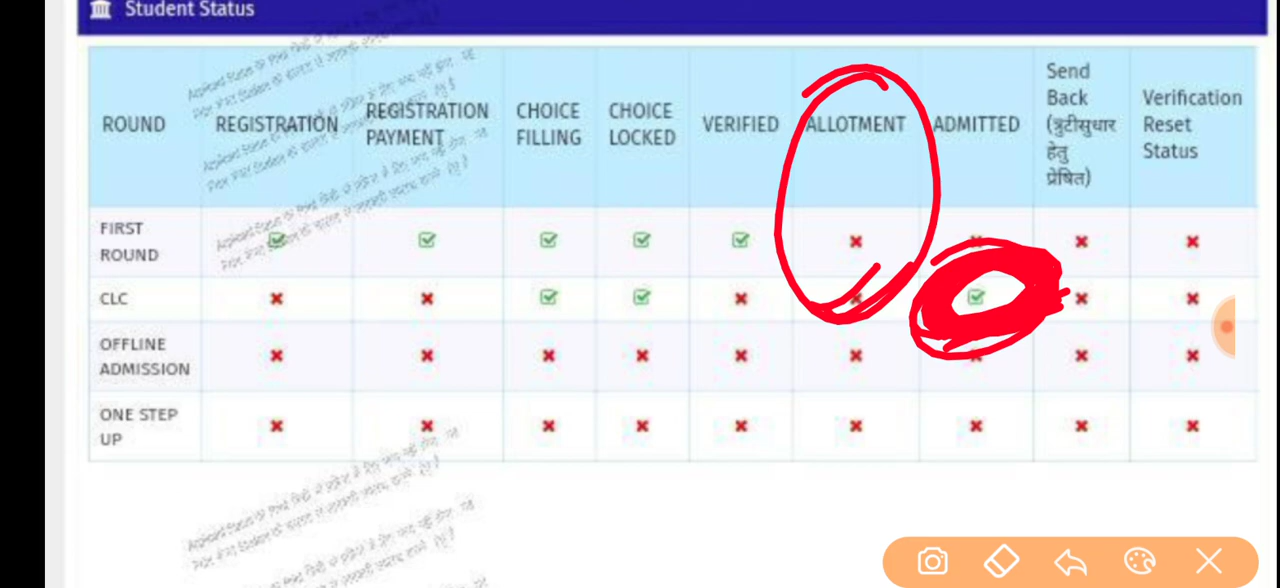 Student Status
ROUND
REGISTRATION
REGISTRATION
PAYMENT
CHOICE
FILLING
CHOICE
LOCKED
VERIFIED
ALLOTMENT
ADMITTED
Send
Back
(त्रुटीसुधार
हेतु
प्रेषित)
Verification
Reset
Status
FIRST
ROUND
CLC
OFFLINE
ADMISSION
ONE STEP
UP